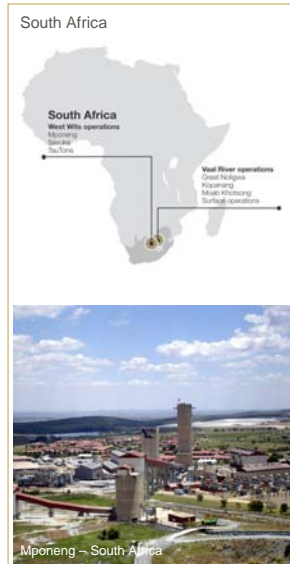 South Africa
South Africa
West Wits operations
Mponeng
Savuka
TauTona
Vaal River operations
Great Noligwa
Kopanang
Moab Khotsong
Surface operations
Mponeng – South Africa